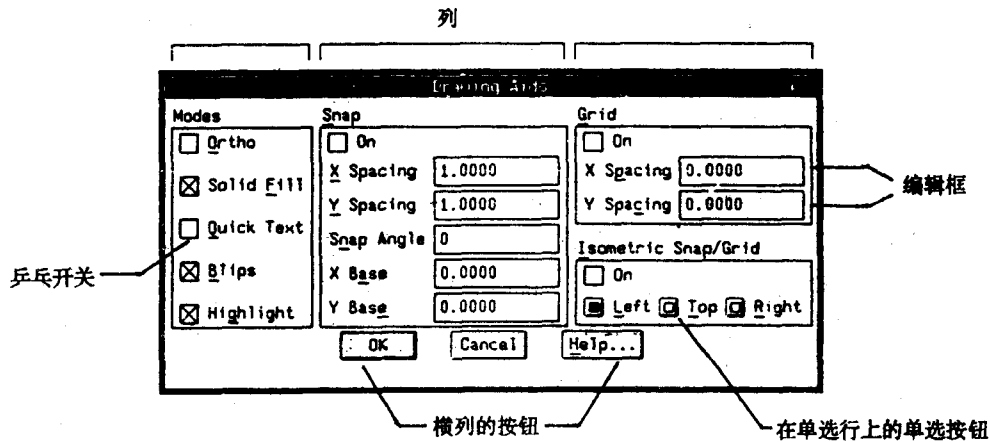 列
Drawing Aids
Modes
Ortho
Solid Fill
Quick Text
Blips
Highlight
Snap
On
X Spacing 1.0000
Y Spacing 1.0000
Snap Angle 0
X Base 0.0000
Y Base 0.0000
Grid
On
X Spacing 0.0000
Y Spacing 0.0000
Isometric Snap/Grid
On
Left Top Right
OK Cancel Help...
编辑框
乒乓开关
横列的按钮
在单选行上的单选按钮